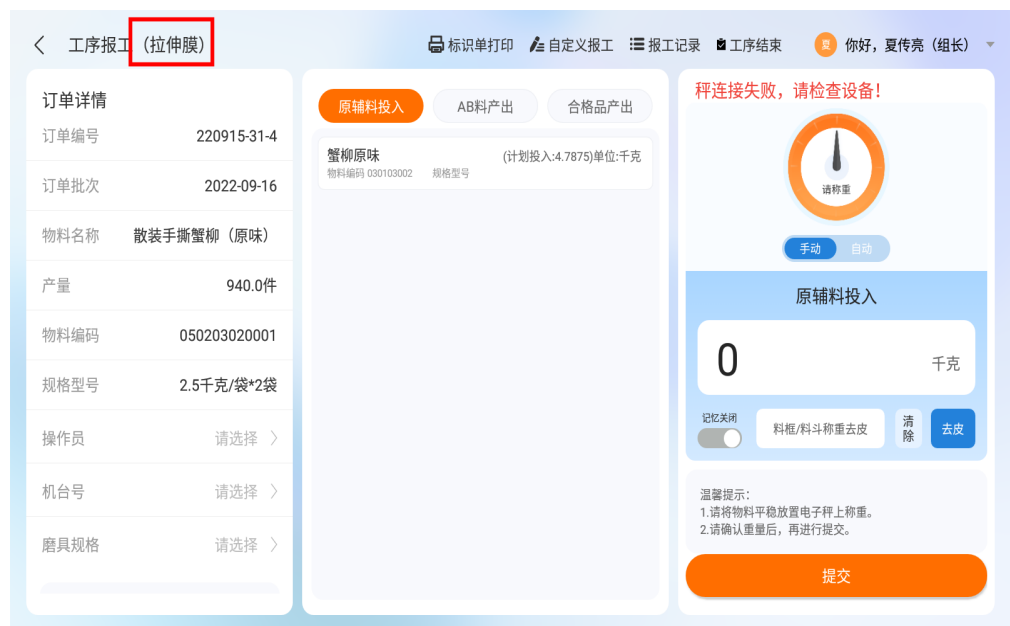 工序报工（拉伸膜）
标识单打印 自定义报工 报工记录 工序结束
夏 你好，夏传亮（组长）
订单详情
订单编号 220915-31-4
订单批次 2022-09-16
物料名称 散装手撕蟹柳（原味）
产量 940.0件
物料编码 050203020001
规格型号 2.5千克/袋*2袋
操作员 请选择
机台号 请选择
磨具规格 请选择
原辅料投入 AB料产出 合格品产出
蟹柳原味 (计划投入:4.7875)单位:千克
物料编码 030103002 规格型号
秤连接失败，请检查设备！
请称重
手动 自动
原辅料投入
0 千克
记忆关闭
料框/料斗称重去皮
清
除
去皮
温馨提示：
1.请将物料平稳放置电子秤上称重。
2.请确认重量后，再进行提交。
提交